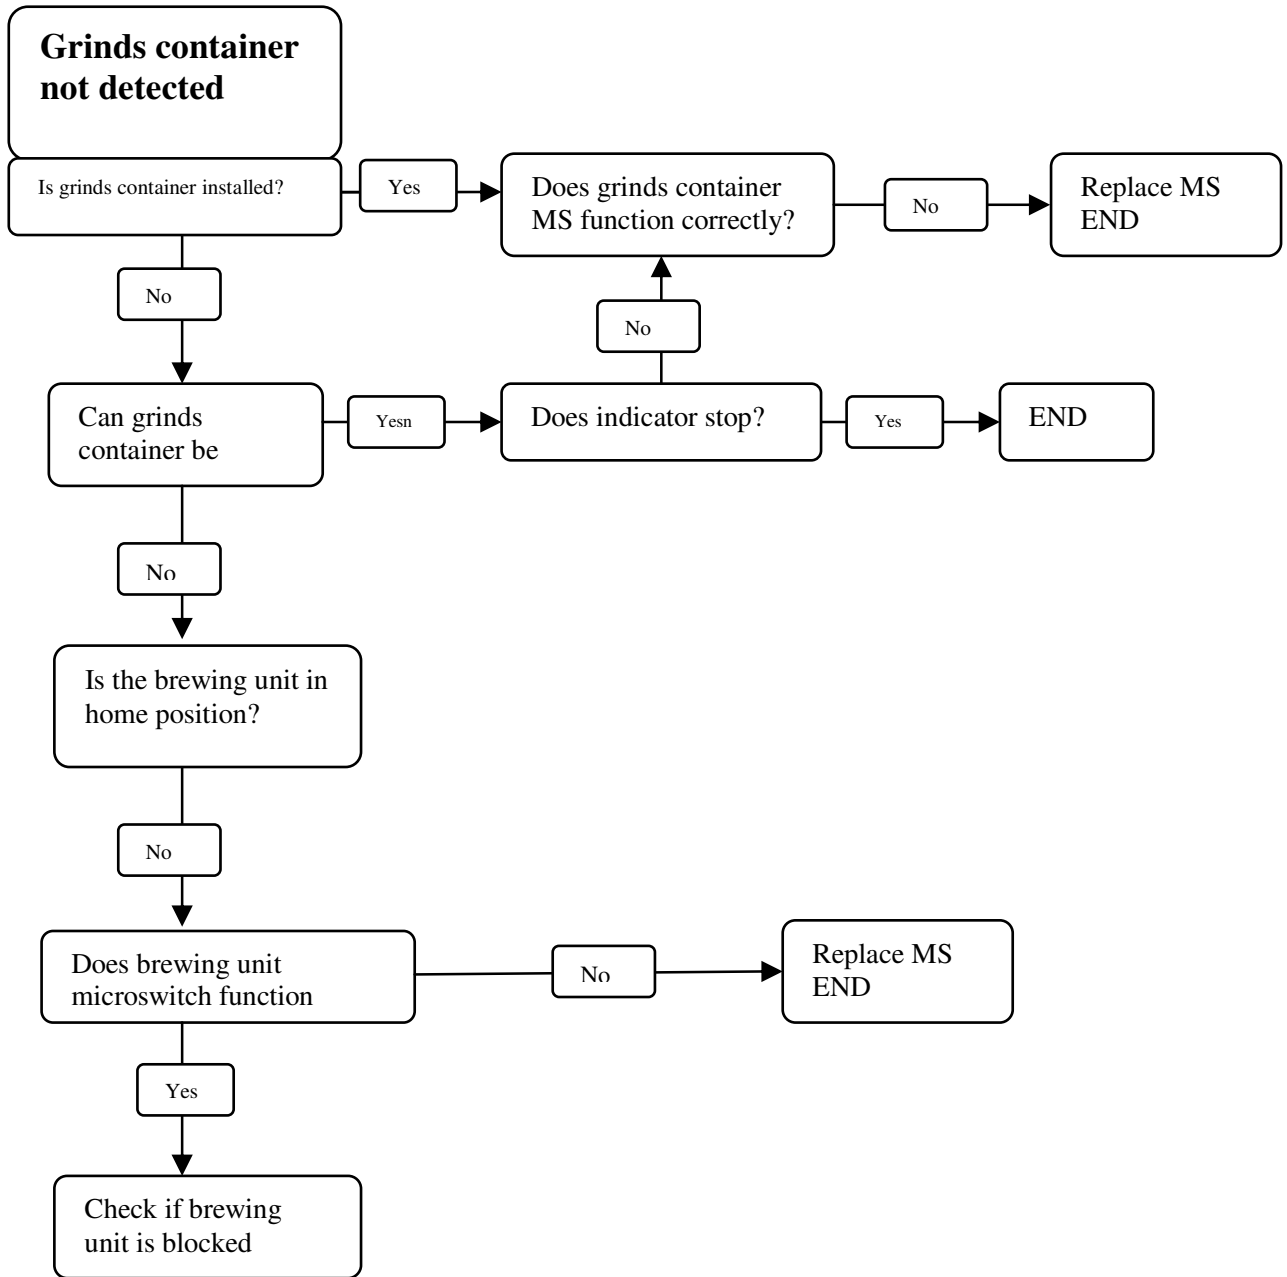 Grinds container
not detected
Is grinds container installed?
Yes
Does grinds container
MS function correctly?
No
Replace MS
END
No
No
Can grinds
container be
Yesn
Does indicator stop?
Yes
END
No
Is the brewing unit in
home position?
No
Does brewing unit
microswitch function
No
Replace MS
END
Yes
Check if brewing
unit is blocked